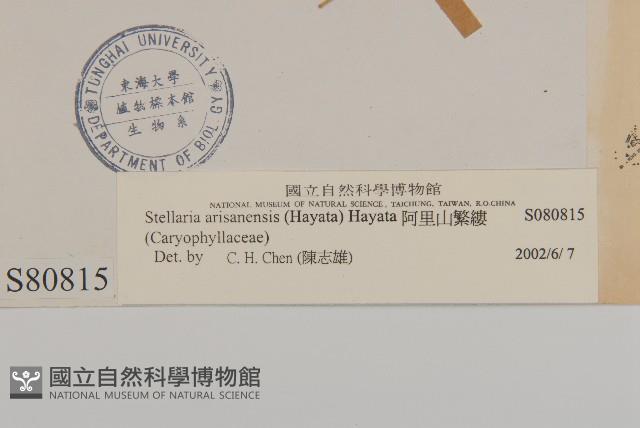 TUNGHAI UNIVERSITY
東海大學
植物標本館
生物系
DEPARTMENT OF BIOLOGY
國立自然科學博物館
NATIONAL MUSEUM OF NATURAL SCIENCE, TAICHUNG, TAIWAN, R.O.CHINA
Stellaria arisanensis (Hayata) Hayata 阿里山繁縷 S080815
(Caryophyllaceae)
Det. by C. H. Chen (陳志雄) 2002/6/ 7
S80815
國立自然科學博物館
NATIONAL MUSEUM OF NATURAL SCIENCE